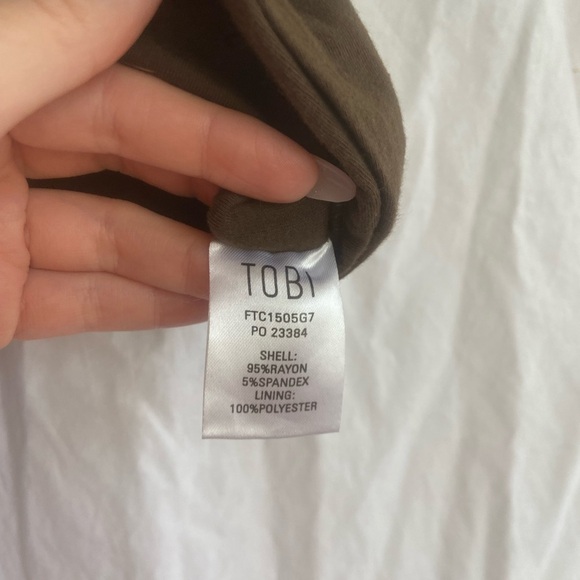 TOBI
FTC1505G7
PO 23384
SHELL:
95%RAYON
5%SPANDEX
LINING:
100%POLYESTER